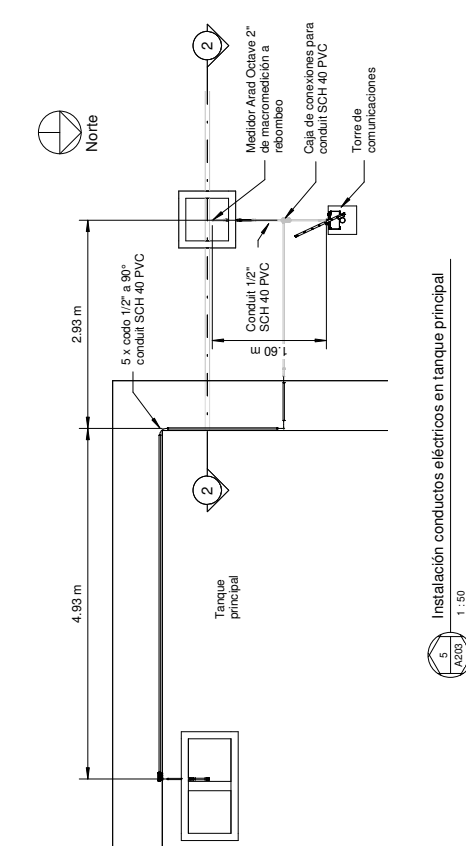 Norte
2
Medidor Arad Octave 2"
de macromedición a
rebombeo
Caja de conexiones para
conduit SCH 40 PVC
Torre de
comunicaciones
2.93 m
5 x codo 1/2" a 90°
conduit SCH 40 PVC
Conduit 1/2"
SCH 40 PVC
1.60 m
4.93 m
2
Tanque
principal
5
A203
Instalación conductos eléctricos en tanque principal
1 : 50